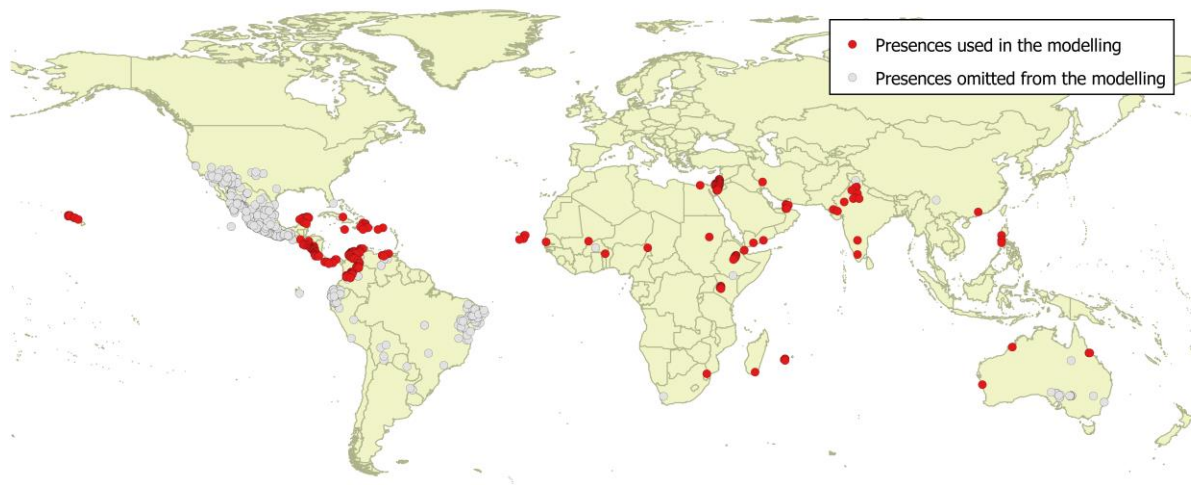 Presences used in the modelling
Presences omitted from the modelling